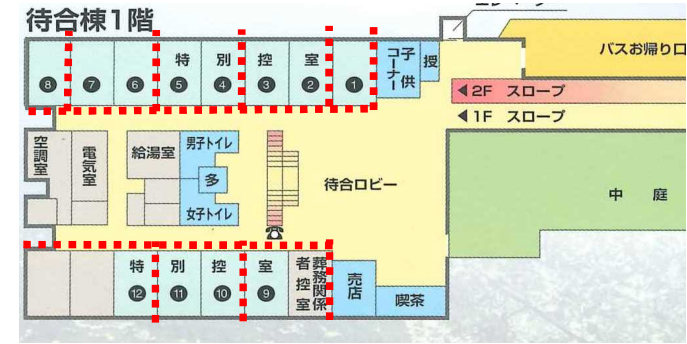 待合棟1階
バスお帰り口
特 別 控 室
⑧ ⑦ ⑥ ⑤ ④ ③ ② ①
子供コーナー
授
◀2F スロープ
◀1F スロープ
空調室
電気室
給湯室
男子トイレ
多
女子トイレ
待合ロビー
中庭
特 別 控 室
⑫ ⑪ ⑩ ⑨
葬務関係者控室
売店
喫茶